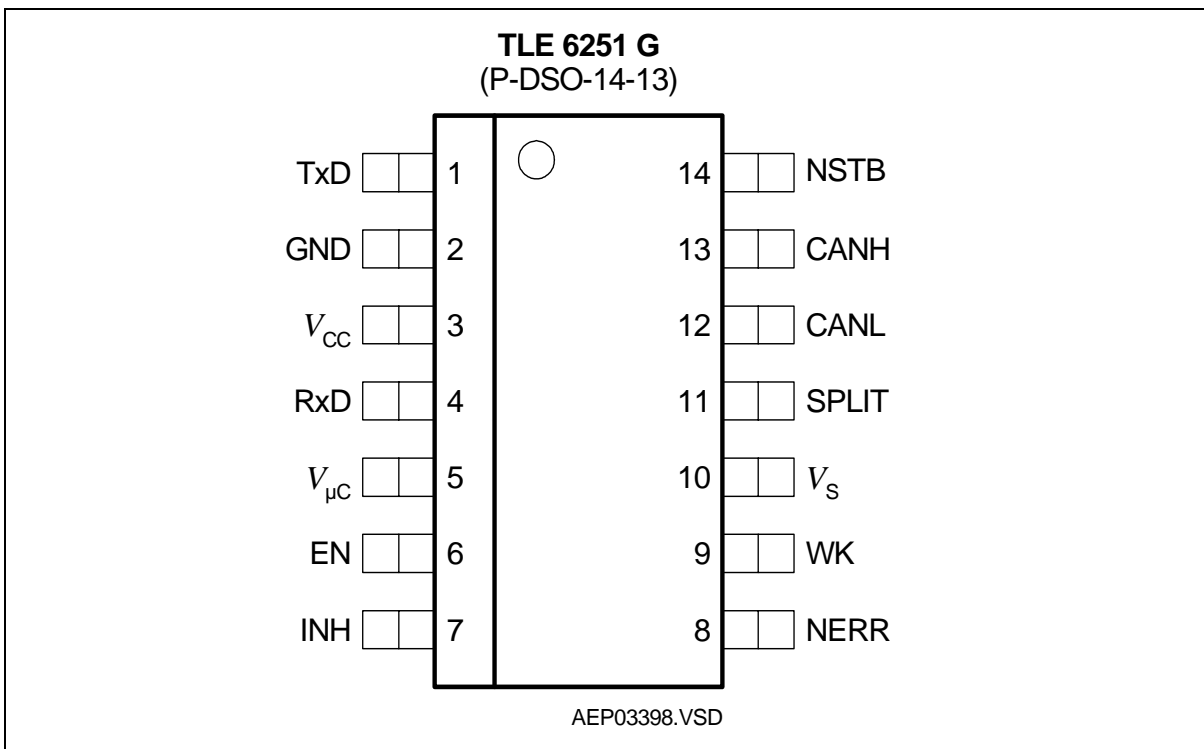 TLE 6251 G
(P-DSO-14-13)
TxD 1 14 NSTB
GND 2 13 CANH
VCC 3 12 CANL
RxD 4 11 SPLIT
VµC 5 10 VS
EN 6 9 WK
INH 7 8 NERR
AEP03398.VSD